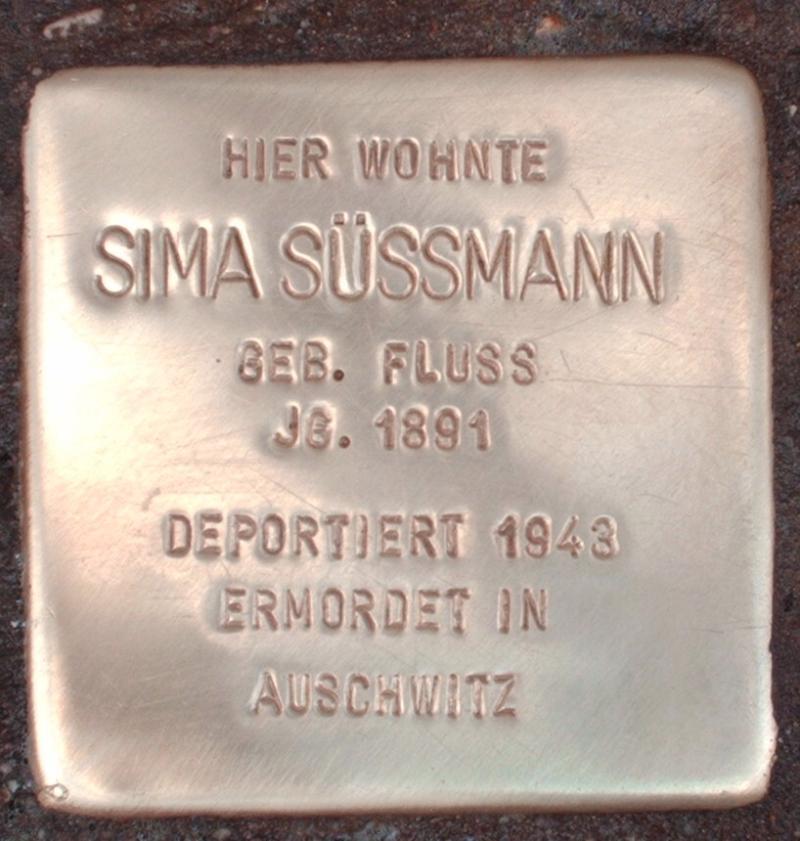 HIER WOHNTE
SIMA SÜSSMANN
GEB. FLUSS
JG. 1891
DEPORTIERT 1943
ERMORDET IN
AUSCHWITZ